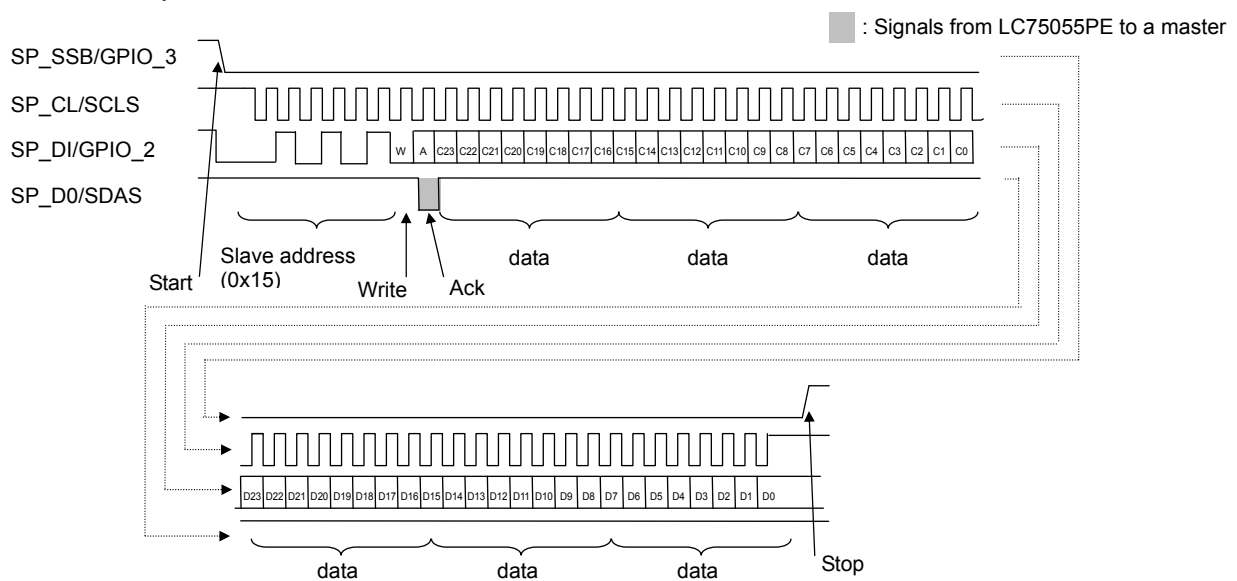 : Signals from LC75055PE to a master
SP_SSB/GPIO_3
SP_CL/SCLS
SP_DI/GPIO_2
W A C23 C22 C21 C20 C19 C18 C17 C16 C15 C14 C13 C12 C11 C10 C9 C8 C7 C6 C5 C4 C3 C2 C1 C0
SP_D0/SDAS
Slave address
(0x15)
data
data
data
Start
Write
Ack
D23 D22 D21 D20 D19 D18 D17 D16 D15 D14 D13 D12 D11 D10 D9 D8 D7 D6 D5 D4 D3 D2 D1 D0
data
data
data
Stop